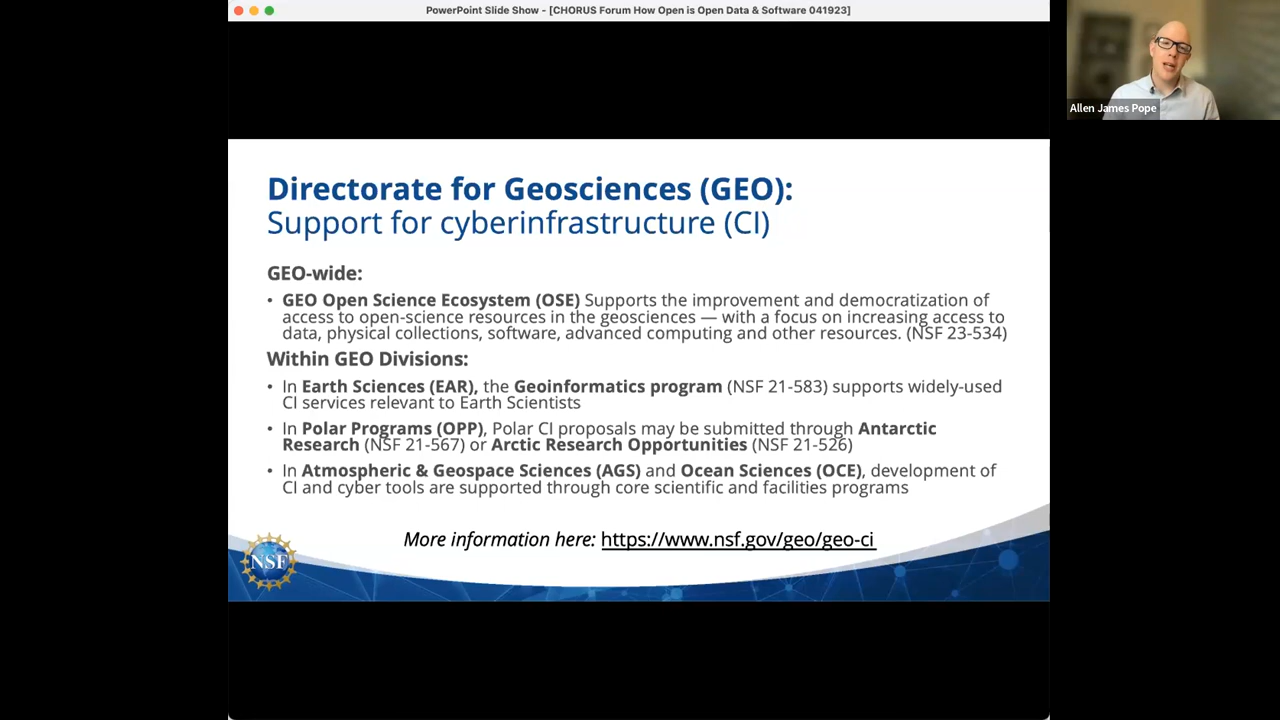 PowerPoint Slide Show - [CHORUS Forum How Open is Open Data & Software 041923]
Allen James Pope
Directorate for Geosciences (GEO):
Support for cyberinfrastructure (CI)
GEO-wide:
• GEO Open Science Ecosystem (OSE) Supports the improvement and democratization of
access to open-science resources in the geosciences — with a focus on increasing access to
data, physical collections, software, advanced computing and other resources. (NSF 23-534)
Within GEO Divisions:
• In Earth Sciences (EAR), the Geoinformatics program (NSF 21-583) supports widely-used
CI services relevant to Earth Scientists
• In Polar Programs (OPP), Polar CI proposals may be submitted through Antarctic
Research (NSF 21-567) or Arctic Research Opportunities (NSF 21-526)
• In Atmospheric & Geospace Sciences (AGS) and Ocean Sciences (OCE), development of
CI and cyber tools are supported through core scientific and facilities programs
More information here: https://www.nsf.gov/geo/geo-ci
NSF